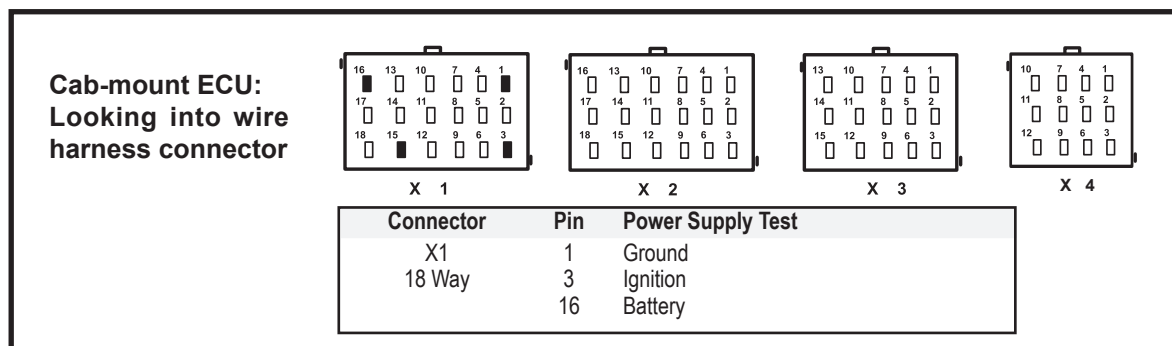 Cab-mount ECU:
Looking into wire
harness connector
16 13 10 7 4 1
17 14 11 8 5 2
18 15 12 9 6 3
X 1
16 13 10 7 4 1
17 14 11 8 5 2
18 15 12 9 6 3
X 2
13 10 7 4 1
14 11 8 5 2
15 12 9 6 3
X 3
10 7 4 1
11 8 5 2
12 9 6 3
X 4
Connector Pin Power Supply Test
X1 1 Ground
18 Way 3 Ignition
16 Battery